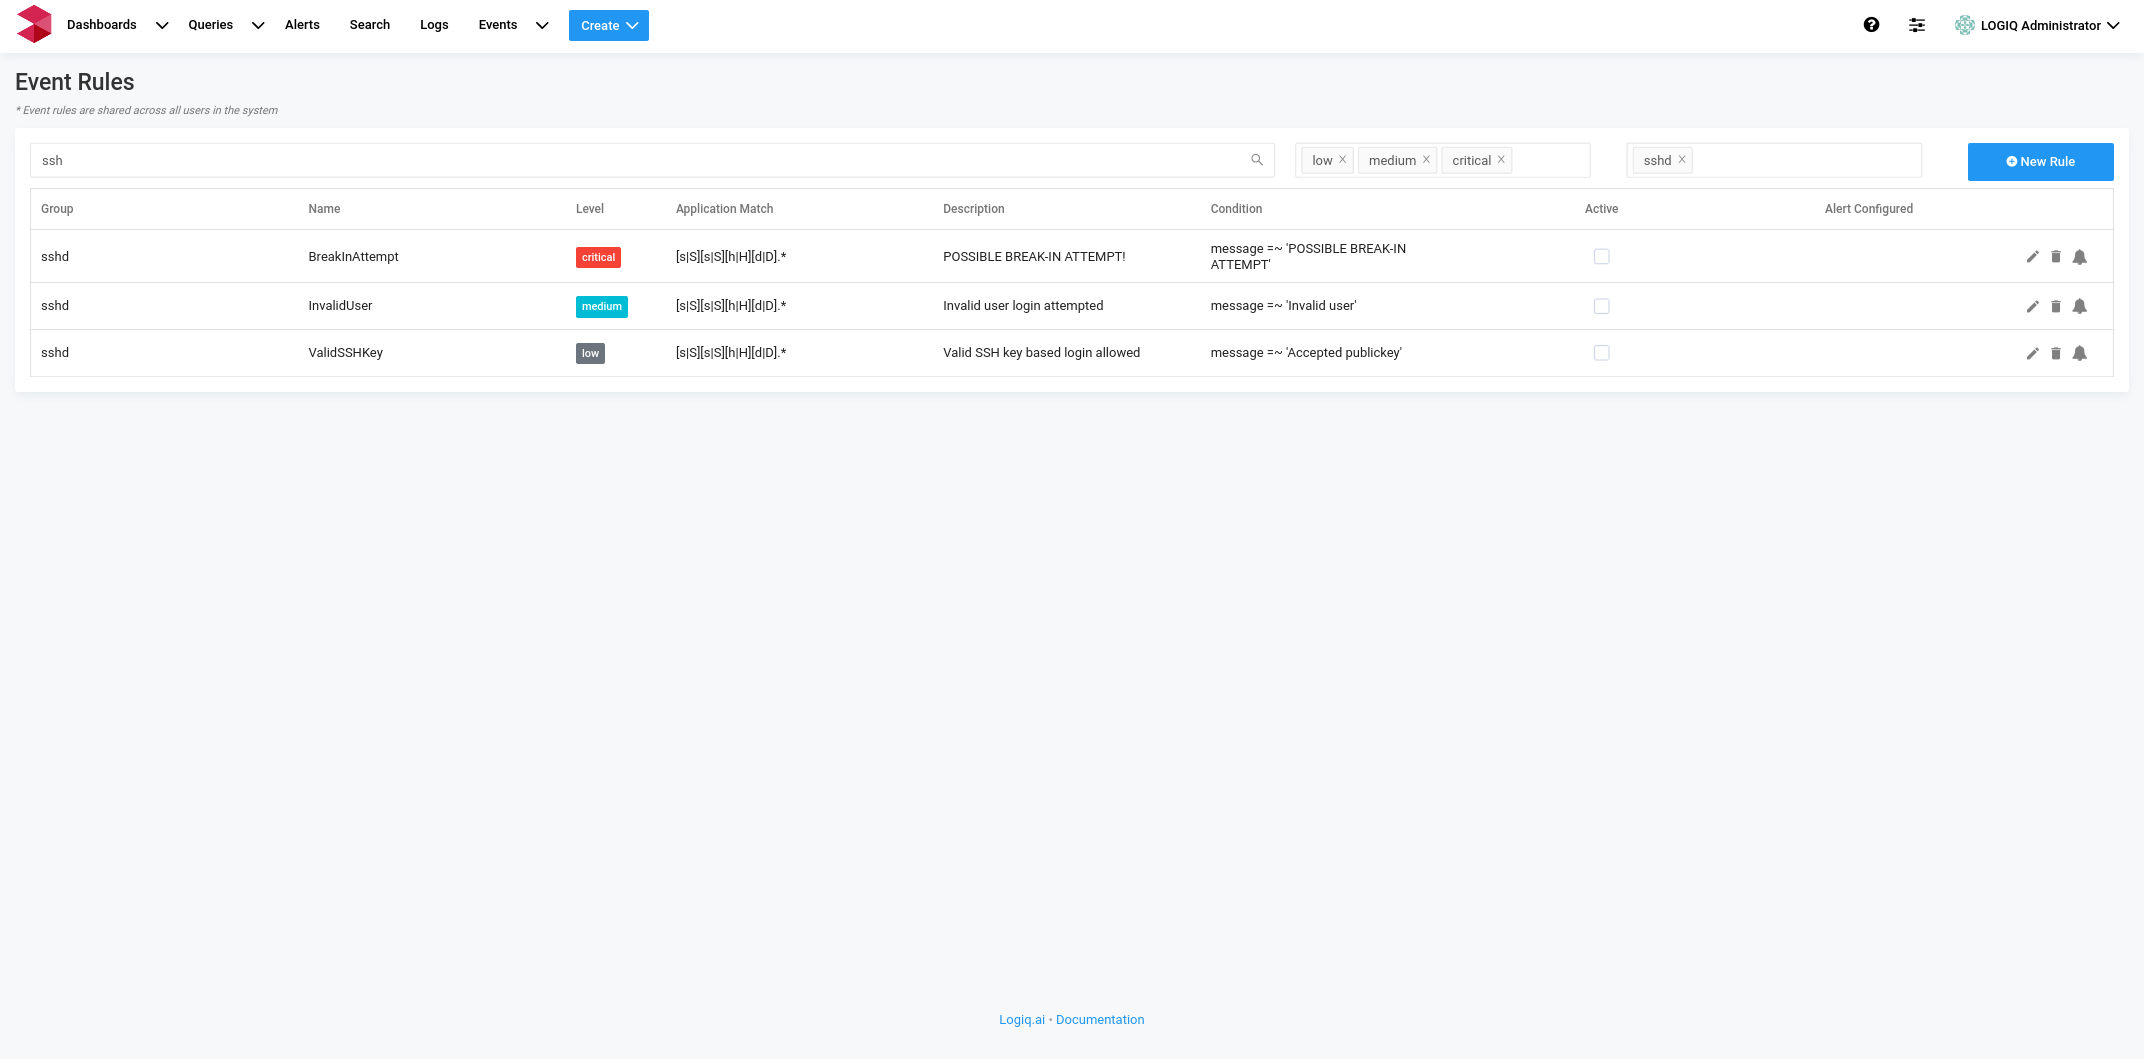 Dashboards Queries Alerts Search Logs Events Create LOGIQ Administrator
Event Rules
* Event rules are shared across all users in the system
ssh low medium critical sshd New Rule
Group Name Level Application Match Description Condition Active Alert Configured
sshd BreakInAttempt critical [s|S][s|S][h|H][d|D].* POSSIBLE BREAK-IN ATTEMPT! message =~ 'POSSIBLE BREAK-IN
ATTEMPT'
sshd InvalidUser medium [s|S][s|S][h|H][d|D].* Invalid user login attempted message =~ 'Invalid user'
sshd ValidSSHKey low [s|S][s|S][h|H][d|D].* Valid SSH key based login allowed message =~ 'Accepted publickey'
Logiq.ai • Documentation